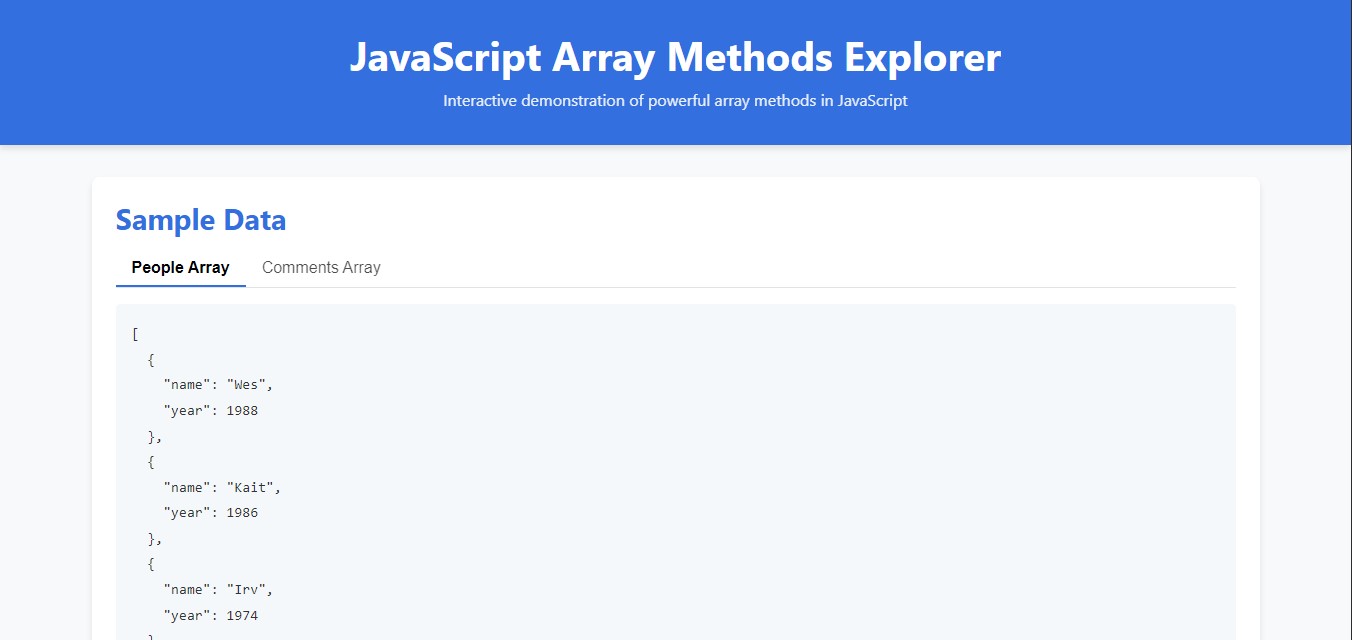 JavaScript Array Methods Explorer
Interactive demonstration of powerful array methods in JavaScript
Sample Data
People Array Comments Array
[
  {
    "name": "Wes",
    "year": 1988
  },
  {
    "name": "Kait",
    "year": 1986
  },
  {
    "name": "Irv",
    "year": 1974
  }